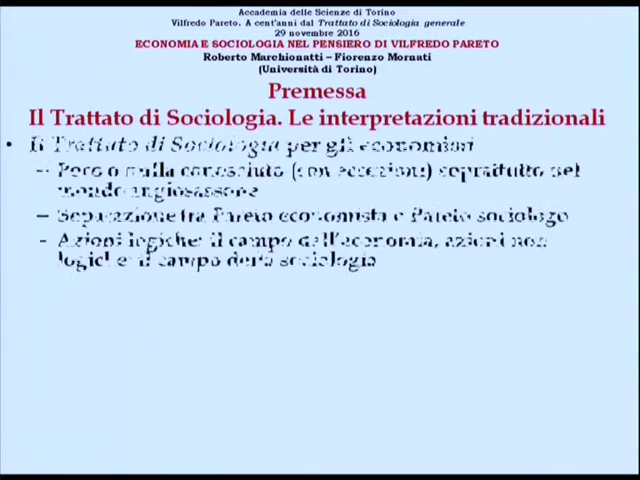 Accademia delle Scienze di Torino
Vilfredo Pareto. A cent'anni dal Trattato di Sociologia generale
29 novembre 2016
ECONOMIA E SOCIOLOGIA NEL PENSIERO DI VILFREDO PARETO
Roberto Marchionatti – Fiorenzo Mornati
(Università di Torino)
Premessa
Il Trattato di Sociologia. Le interpretazioni tradizionali
• Il Trattato di Sociologia per gli economisti
– Poco o nulla conosciuto (con eccezioni) soprattutto nel
mondo anglosassone
– Separazione fra Pareto economista e Pareto sociologo
– Azioni logiche: il campo dell'economia, azioni non
logiche: il campo della sociologia